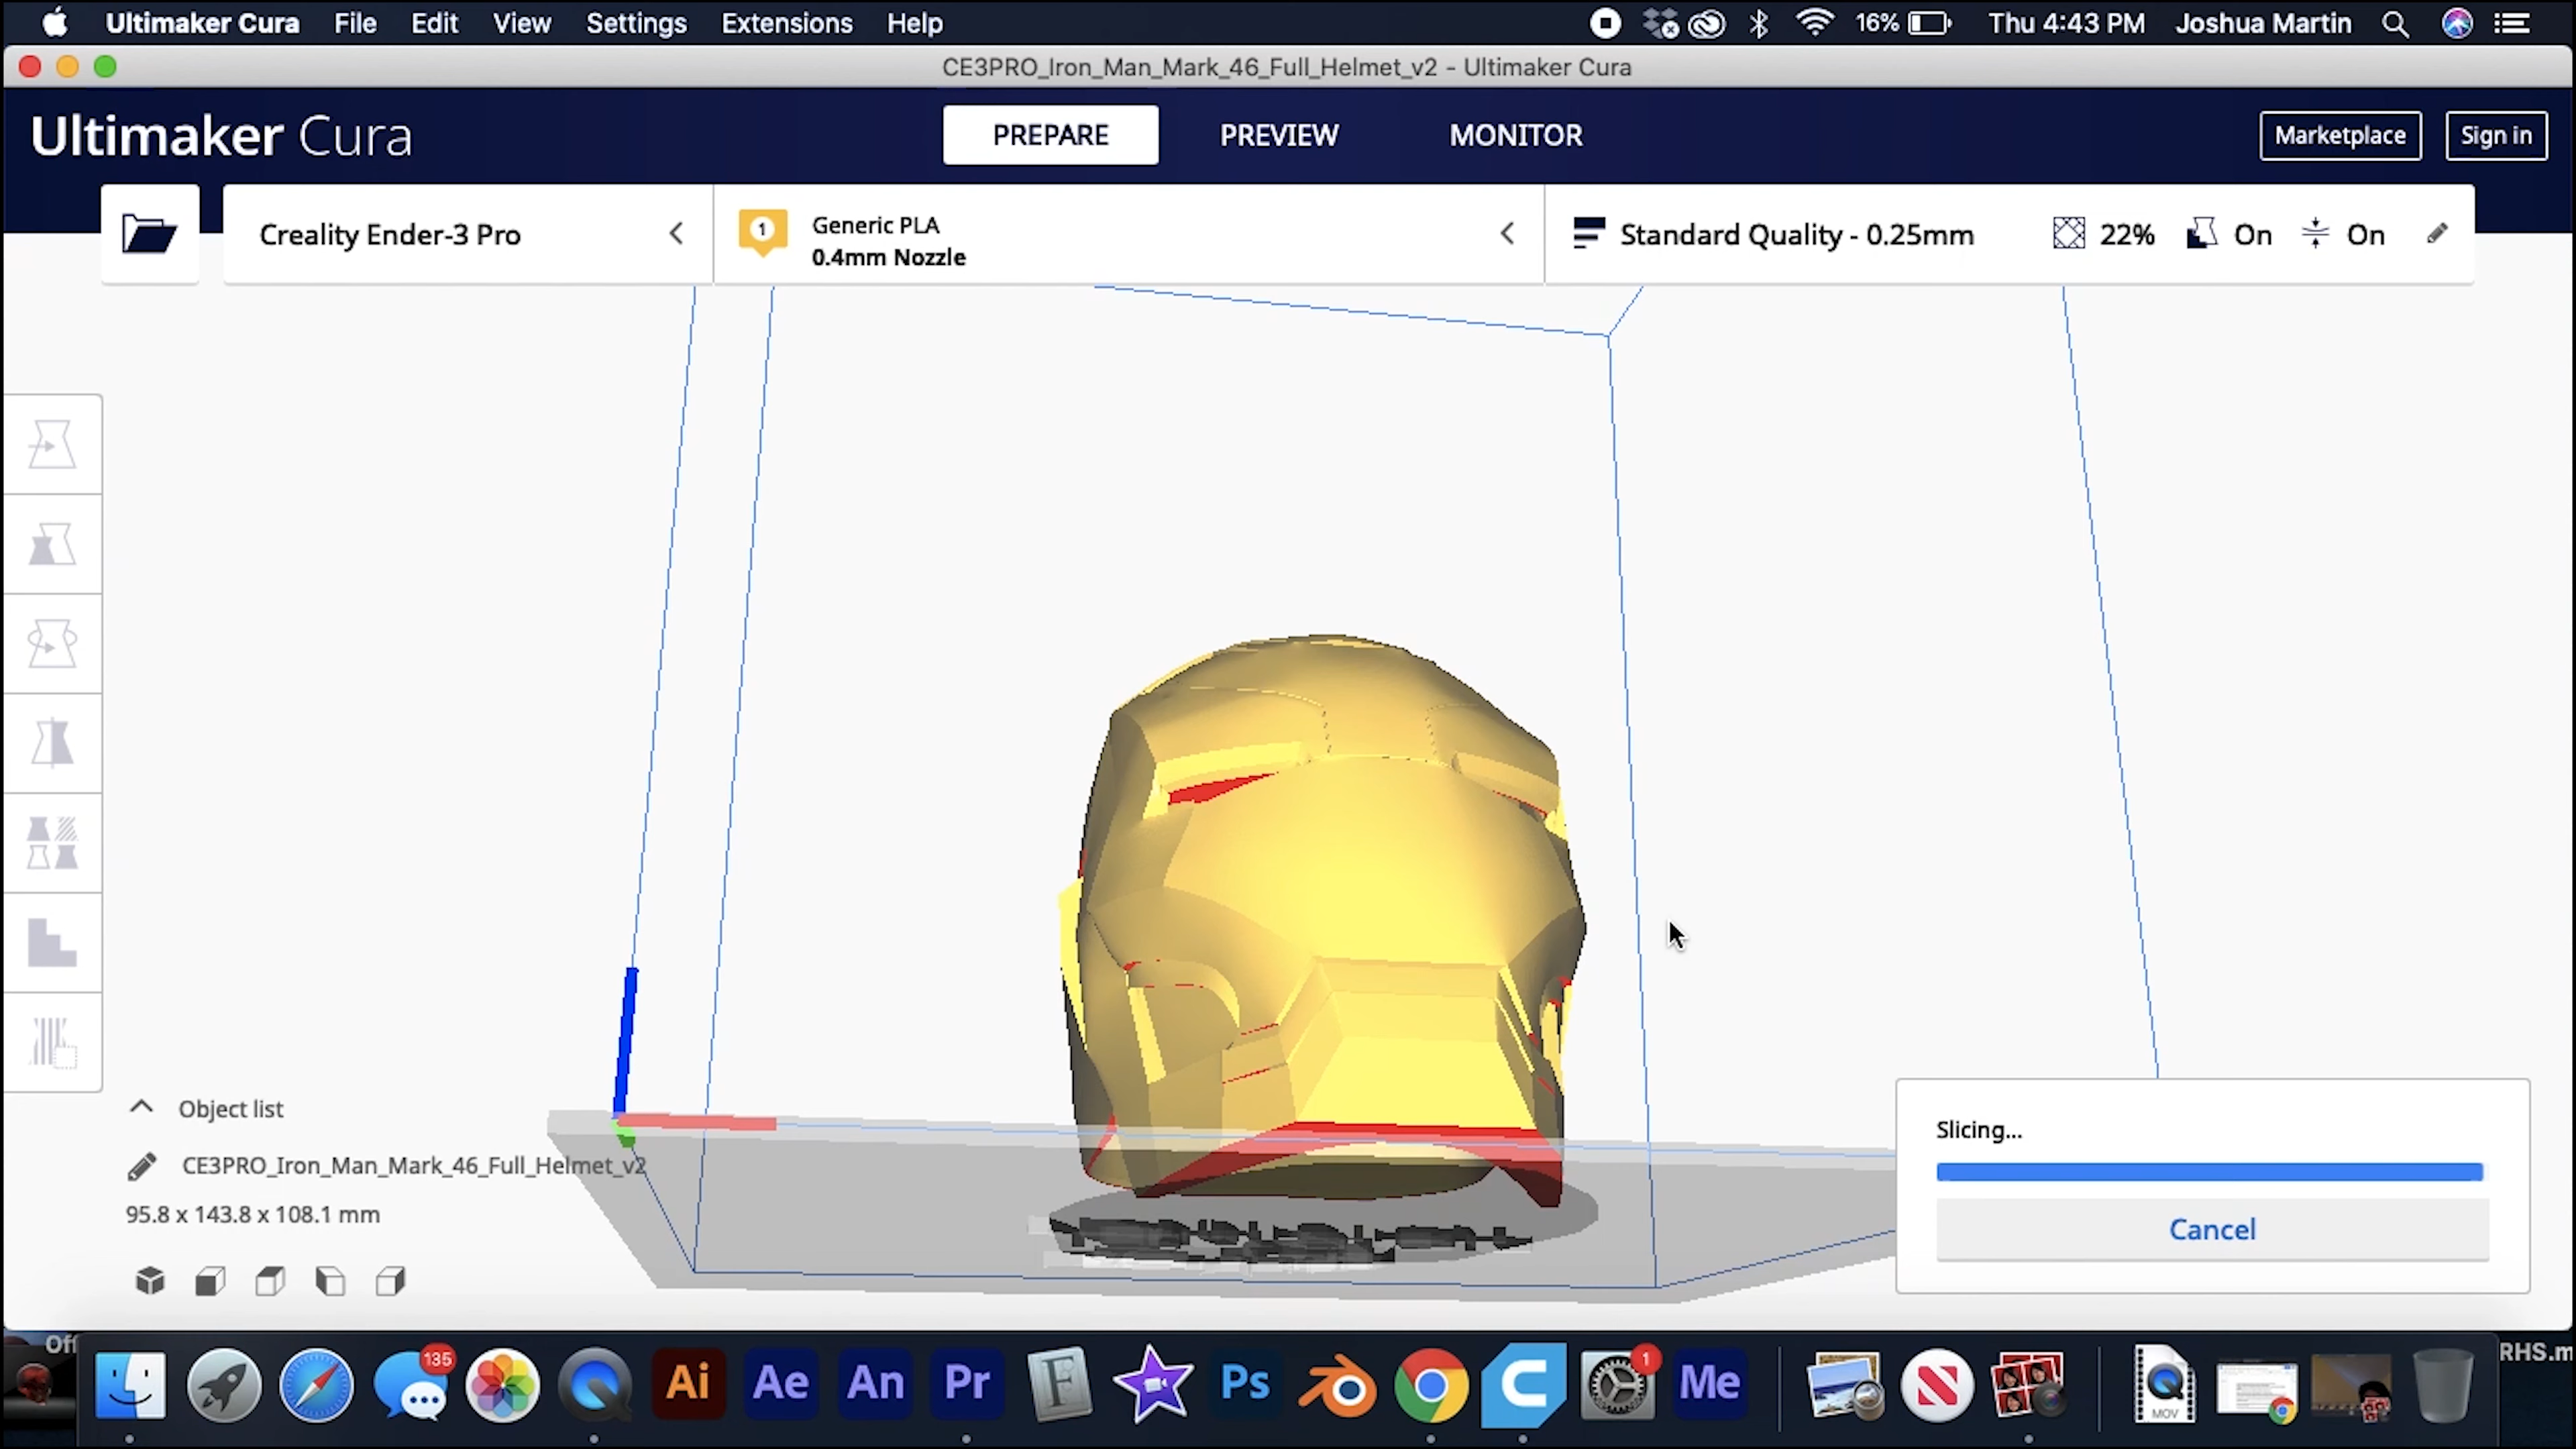 Ultimaker Cura File Edit View Settings Extensions Help 16% Thu 4:43 PM Joshua Martin
CE3PRO_Iron_Man_Mark_46_Full_Helmet_v2 - Ultimaker Cura
Ultimaker Cura PREPARE PREVIEW MONITOR Marketplace Sign in
Creality Ender-3 Pro
1
Generic PLA
0.4mm Nozzle
Standard Quality - 0.25mm 22% On On
Object list
CE3PRO_Iron_Man_Mark_46_Full_Helmet_v2
95.8 x 143.8 x 108.1 mm
Slicing...
Cancel
RHS.m
135
Ai Ae An Pr F Ps 1 Me
MOV